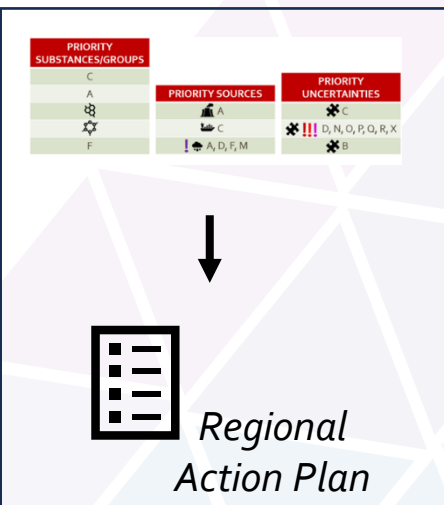 PRIORITY
SUBSTANCES/GROUPS
C
A
F
PRIORITY SOURCES
A
C
! A, D, F, M
PRIORITY
UNCERTAINTIES
C
!!! D, N, O, P, Q, R, X
B
Regional
Action Plan